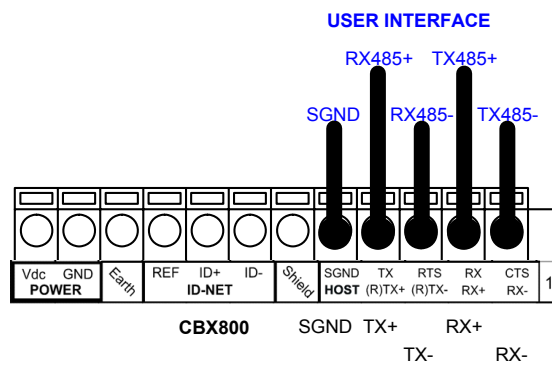 USER INTERFACE
RX485+ TX485+
SGND RX485- TX485-
Vdc GND Earth REF ID+ ID- Shield SGND TX RTS RX CTS
POWER ID-NET HOST (R)TX+ (R)TX- RX+ RX-
1
CBX800 SGND TX+ RX+
TX- RX-